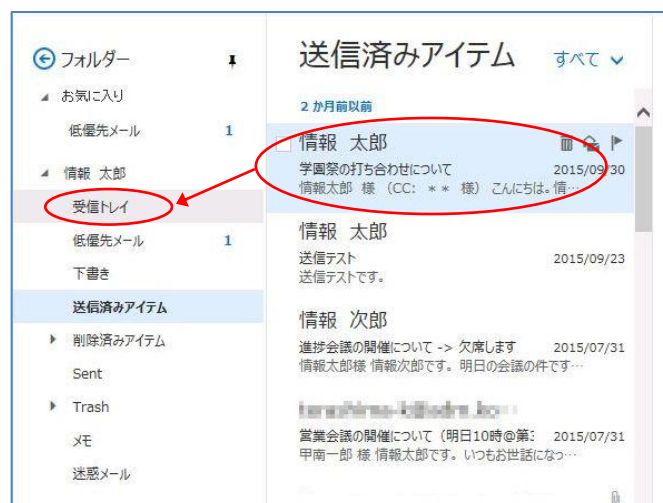 フォルダー
お気に入り
低優先メール 1
情報 太郎
受信トレイ
低優先メール 1
下書き
送信済みアイテム
削除済みアイテム
Sent
Trash
メモ
迷惑メール
送信済みアイテム すべて
2 か月前以前
情報 太郎
学園祭の打ち合わせについて 2015/09/30
情報太郎 様 (CC: ** 様) こんにちは。情…
情報 太郎
送信テスト 2015/09/23
送信テストです。
情報 次郎
進捗会議の開催について -> 欠席します 2015/07/31
情報太郎様 情報次郎です。明日の会議の件です…
営業会議の開催について (明日10時@第3: 2015/07/31
甲南一郎 様 情報太郎です。いつもお世話になっ…